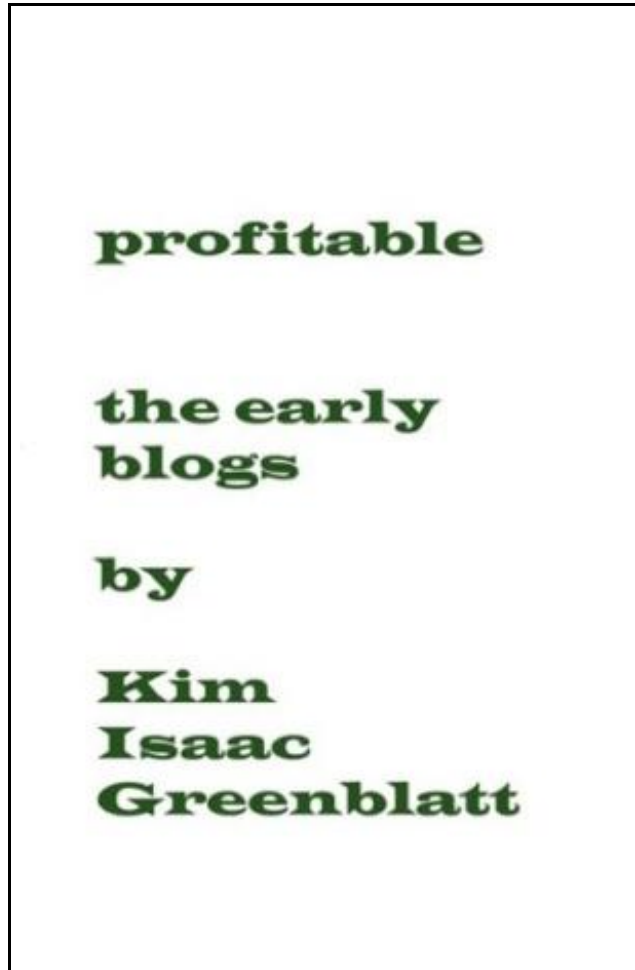 profitable
the early
blogs
by
Kim
Isaac
Greenblatt